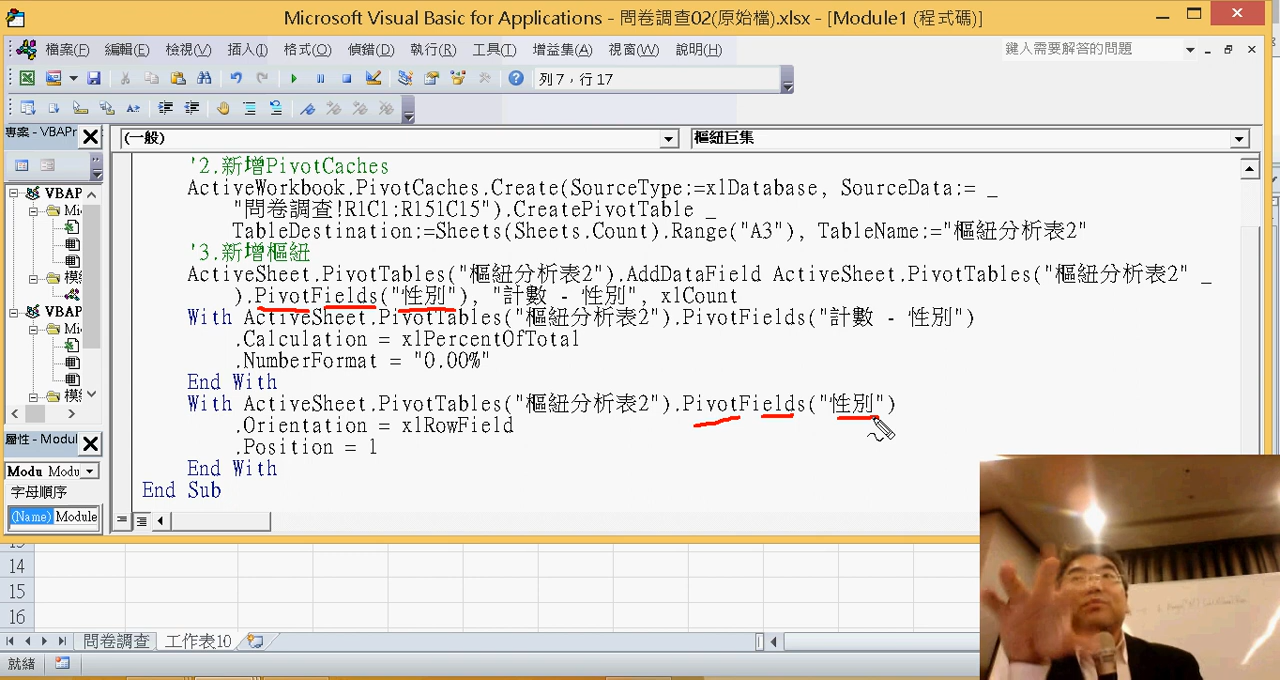 Microsoft Visual Basic for Applications - 問卷調查02(原始檔).xlsx - [Module1 (程式碼)]
檔案(F) 編輯(E) 檢視(V) 插入(I) 格式(O) 偵錯(D) 執行(R) 工具(T) 增益集(A) 視窗(W) 說明(H) 鍵入需要解答的問題
列 7，行 17
專案 - VBAPr
(一般) 樞紐巨集
'2.新增PivotCaches
ActiveWorkbook.PivotCaches.Create(SourceType:=xlDatabase, SourceData:= _
"問卷調查!R1C1:R151C15").CreatePivotTable _
TableDestination:=Sheets(Sheets.Count).Range("A3"), TableName:="樞紐分析表2"
'3.新增樞紐
ActiveSheet.PivotTables("樞紐分析表2").AddDataField ActiveSheet.PivotTables("樞紐分析表2" _
).PivotFields("性別"), "計數 - 性別", xlCount
With ActiveSheet.PivotTables("樞紐分析表2").PivotFields("計數 - 性別")
.Calculation = xlPercentOfTotal
.NumberFormat = "0.00%"
End With
With ActiveSheet.PivotTables("樞紐分析表2").PivotFields("性別")
.Orientation = xlRowField
.Position = 1
End With
End Sub
VBAP
Mi
模
VBAP
Mi
模
屬性 - Modul
Modu Modu
字母順序
(Name) Module
14
15
16
問卷調查 工作表10
就緒